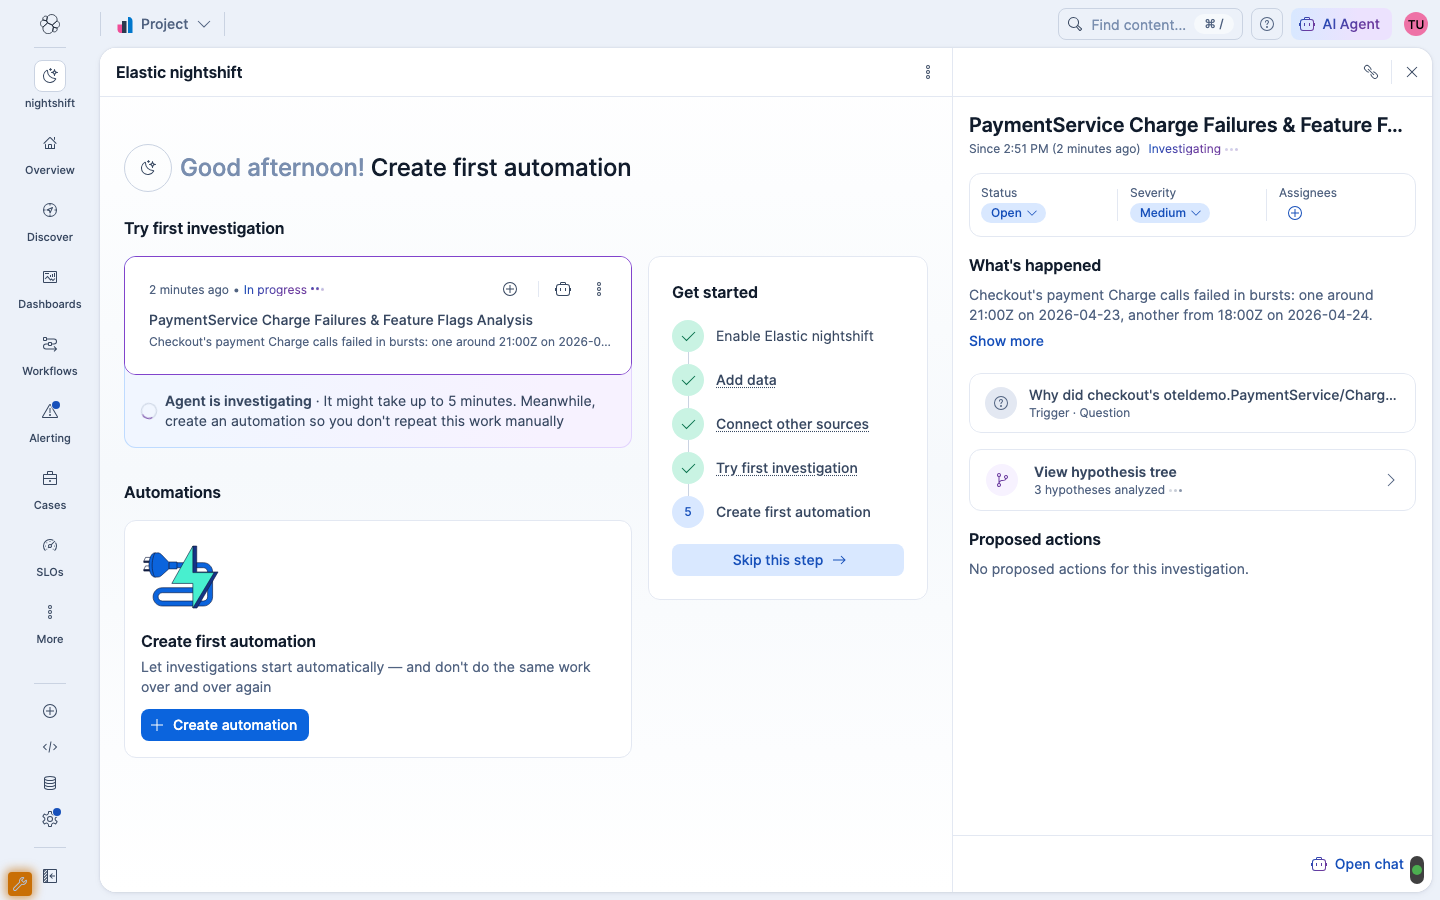 Project
Find content...
⌘ /
AI Agent
TU
nightshift
Overview
Discover
Dashboards
Workflows
Alerting
Cases
SLOs
More
Elastic nightshift
Good afternoon! Create first automation
Try first investigation
2 minutes ago • In progress
PaymentService Charge Failures & Feature Flags Analysis
Checkout's payment Charge calls failed in bursts: one around 21:00Z on 2026-0...
Agent is investigating · It might take up to 5 minutes. Meanwhile,
create an automation so you don't repeat this work manually
Automations
Create first automation
Let investigations start automatically — and don't do the same work
over and over again
Create automation
Get started
Enable Elastic nightshift
Add data
Connect other sources
Try first investigation
5
Create first automation
Skip this step
PaymentService Charge Failures & Feature F...
Since 2:51 PM (2 minutes ago) Investigating
Status
Open
Severity
Medium
Assignees
What's happened
Checkout's payment Charge calls failed in bursts: one around
21:00Z on 2026-04-23, another from 18:00Z on 2026-04-24.
Show more
Why did checkout's oteldemo.PaymentService/Charg...
Trigger · Question
View hypothesis tree
3 hypotheses analyzed
Proposed actions
No proposed actions for this investigation.
Open chat